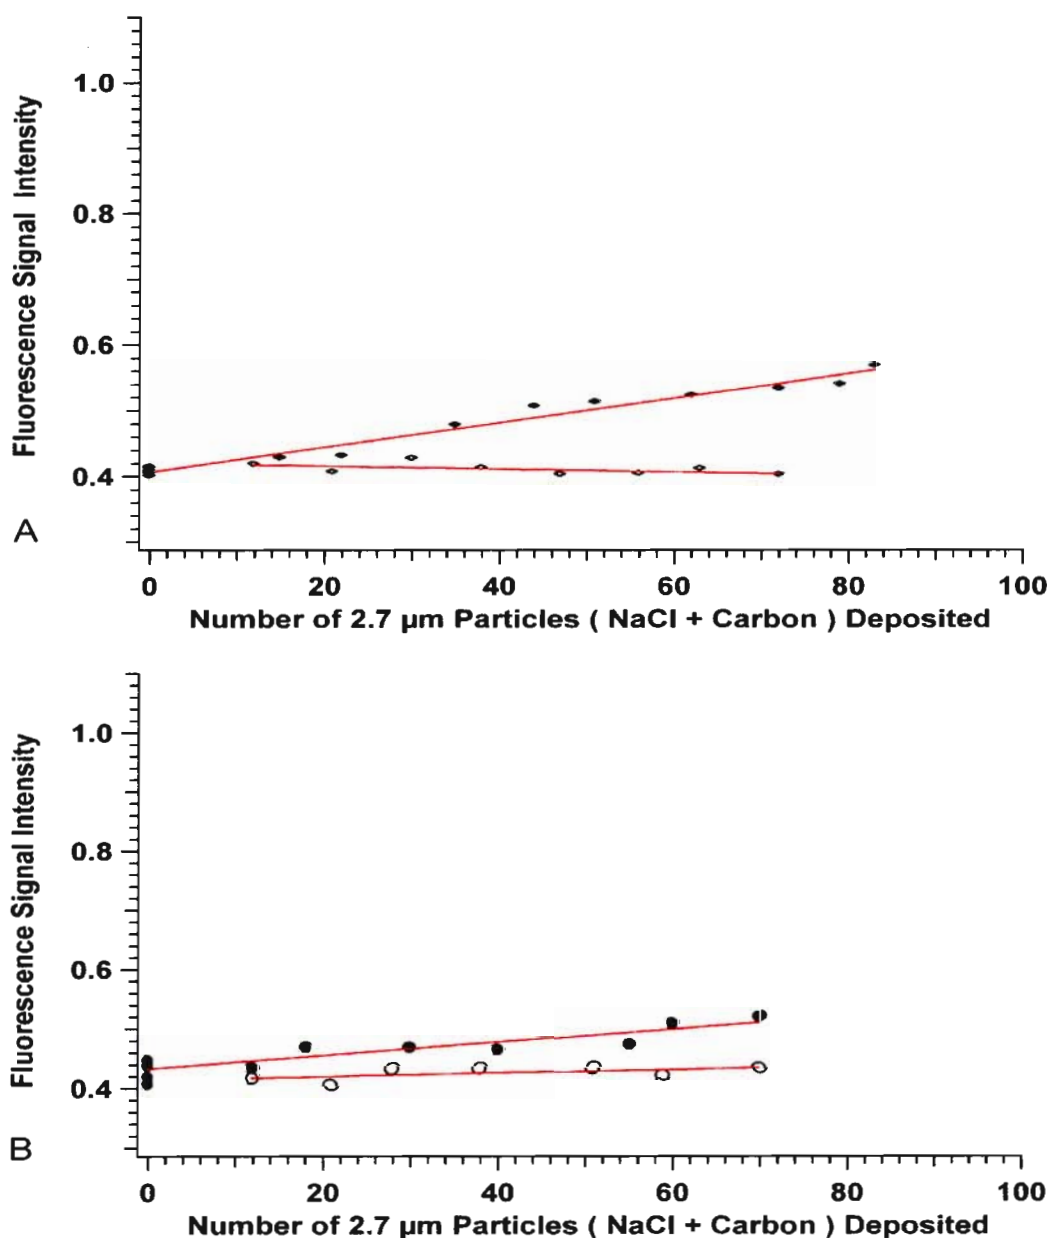 Fluorescence Signal Intensity
1.0
0.8
0.6
0.4
A
0 20 40 60 80 100
Number of 2.7 µm Particles ( NaCl + Carbon ) Deposited
Fluorescence Signal Intensity
1.0
0.8
0.6
0.4
B
0 20 40 60 80 100
Number of 2.7 µm Particles ( NaCl + Carbon ) Deposited